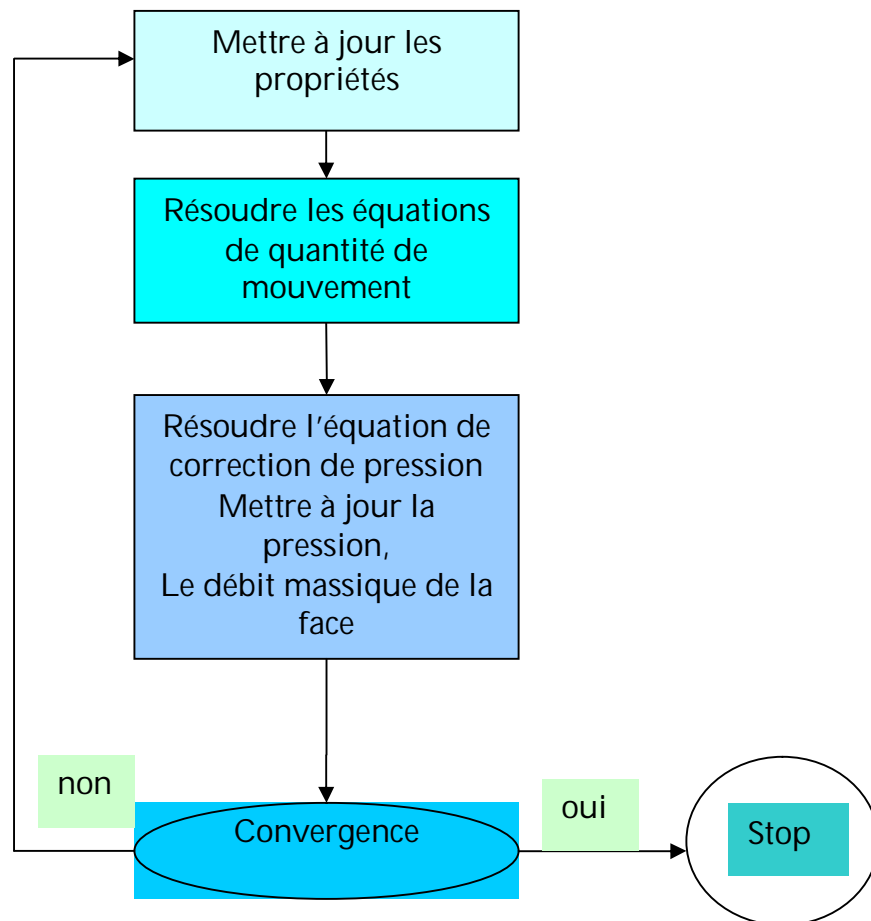 Mettre à jour les
propriétés
Résoudre les équations
de quantité de
mouvement
Résoudre l'équation de
correction de pression
Mettre à jour la
pression,
Le débit massique de la
face
non
Convergence
oui
Stop